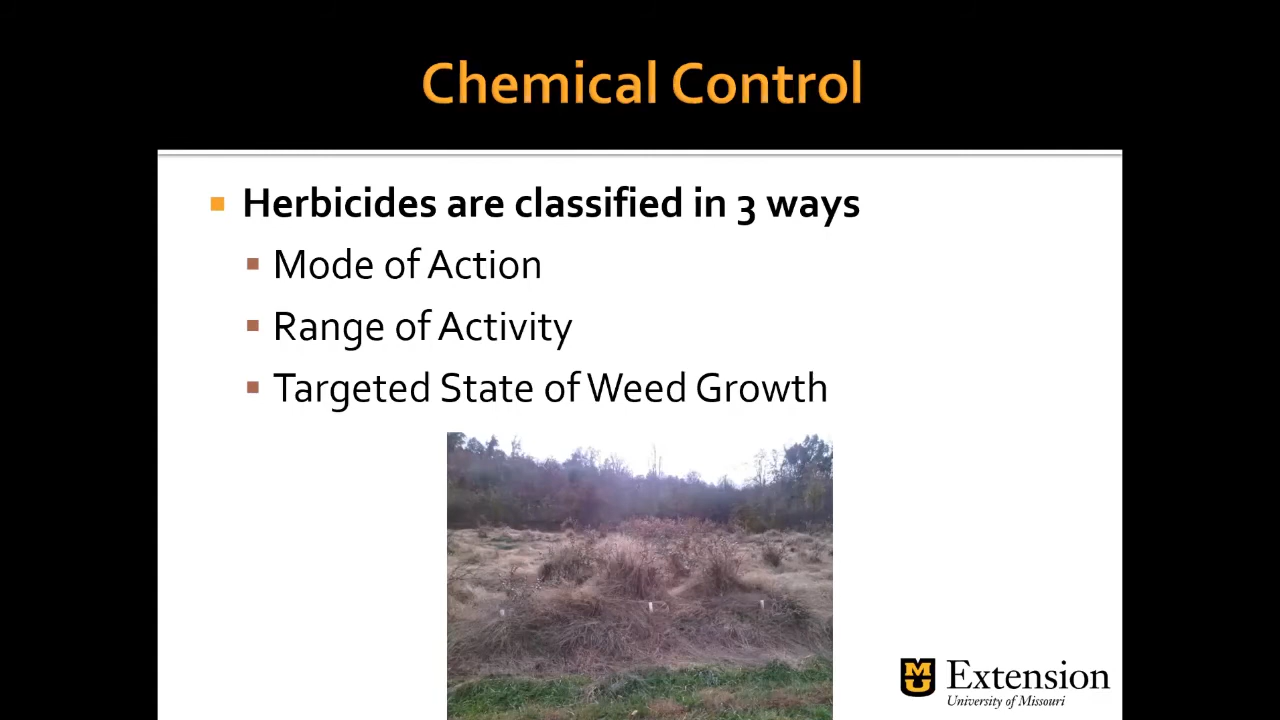 Chemical Control
Herbicides are classified in 3 ways
Mode of Action
Range of Activity
Targeted State of Weed Growth
MU Extension
University of Missouri